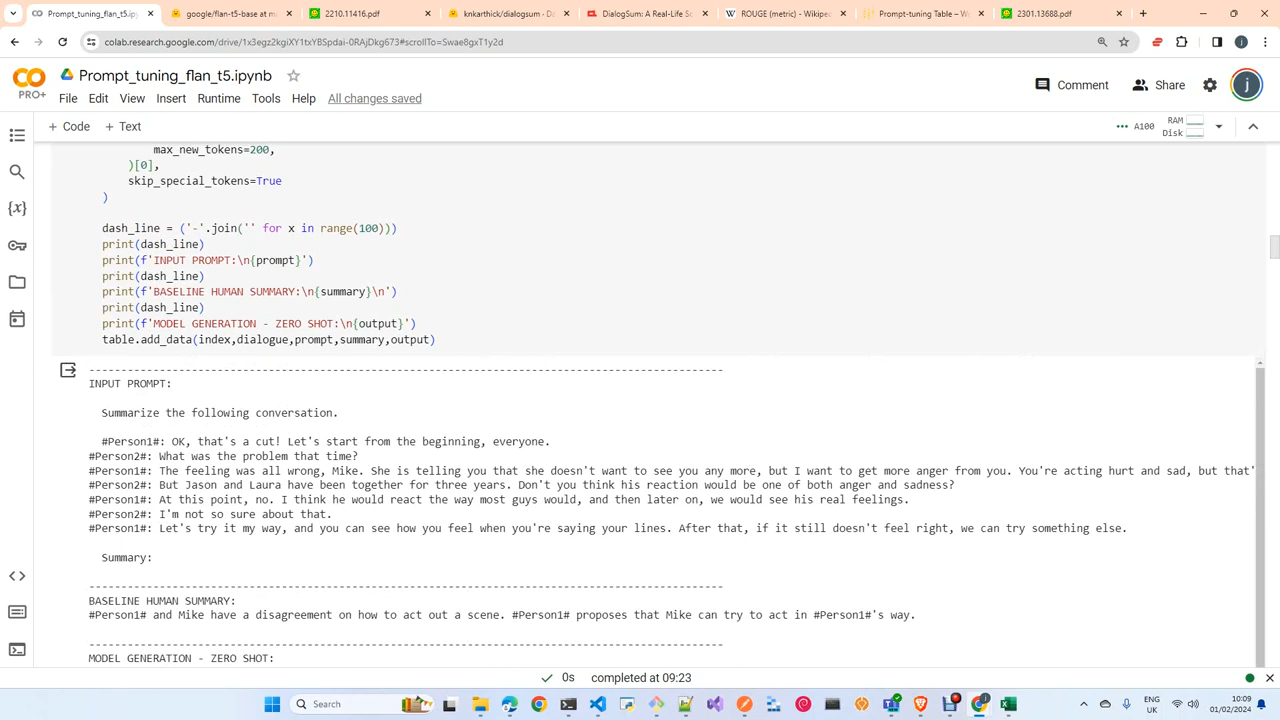 Prompt_tuning_flan_t5.ipynb
google/flan-t5-base at m
2210.11416.pdf
knkarthick/dialogsum - Da
DialogSum: A Real-Life S
ROUGE (metric) - Wikiped
Prompt-tuning Table – W
2301.13688.pdf
colab.research.google.com/drive/1x3egz2kgiXY1txYBSpdai-0RAjDkg673#scrollTo=Swae8gxT1y2d
j
CO
PRO+
Prompt_tuning_flan_t5.ipynb
File Edit View Insert Runtime Tools Help All changes saved
Comment
Share
j
+ Code + Text
A100
RAM
Disk
max_new_tokens=200,
)[0],
skip_special_tokens=True
)
dash_line = ('-'.join('' for x in range(100)))
print(dash_line)
print(f'INPUT PROMPT:\n{prompt}')
print(dash_line)
print(f'BASELINE HUMAN SUMMARY:\n{summary}\n')
print(dash_line)
print(f'MODEL GENERATION - ZERO SHOT:\n{output}')
table.add_data(index,dialogue,prompt,summary,output)
---------------------------------------------------------------------------------------------------
INPUT PROMPT:
Summarize the following conversation.
#Person1#: OK, that's a cut! Let's start from the beginning, everyone.
#Person2#: What was the problem that time?
#Person1#: The feeling was all wrong, Mike. She is telling you that she doesn't want to see you any more, but I want to get more anger from you. You're acting hurt and sad, but that'
#Person2#: But Jason and Laura have been together for three years. Don't you think his reaction would be one of both anger and sadness?
#Person1#: At this point, no. I think he would react the way most guys would, and then later on, we would see his real feelings.
#Person2#: I'm not so sure about that.
#Person1#: Let's try it my way, and you can see how you feel when you're saying your lines. After that, if it still doesn't feel right, we can try something else.
Summary:
---------------------------------------------------------------------------------------------------
BASELINE HUMAN SUMMARY:
#Person1# and Mike have a disagreement on how to act out a scene. #Person1# proposes that Mike can try to act in #Person1#'s way.
---------------------------------------------------------------------------------------------------
MODEL GENERATION - ZERO SHOT:
0s completed at 09:23
Search
ENG
UK
10:09
01/02/2024